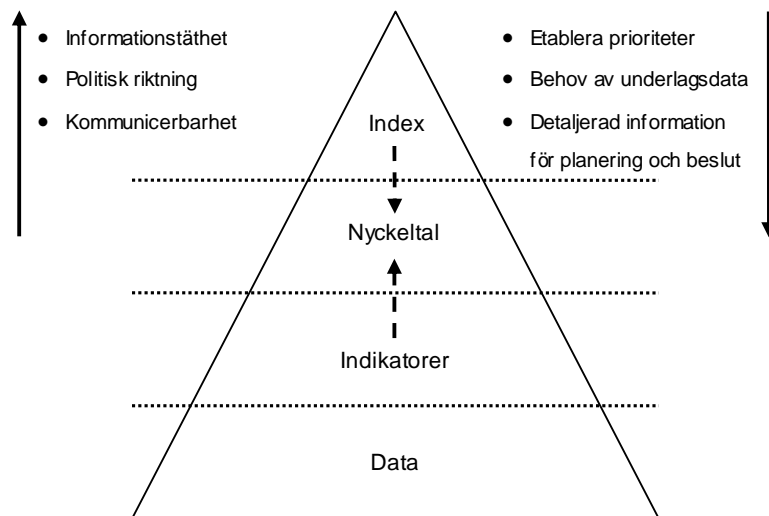 • Informationstäthet
• Politisk riktning
• Kommunicerbarhet
• Etablera prioriteter
• Behov av underlagsdata
• Detaljerad information
för planering och beslut
Index
Nyckeltal
Indikatorer
Data